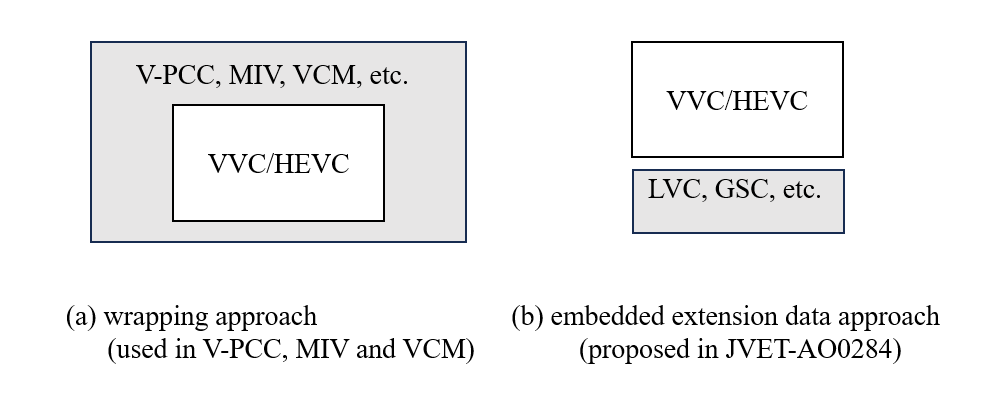 V-PCC, MIV, VCM, etc.
VVC/HEVC
VVC/HEVC
LVC, GSC, etc.
(a) wrapping approach
(used in V-PCC, MIV and VCM)
(b) embedded extension data approach
(proposed in JVET-AO0284)